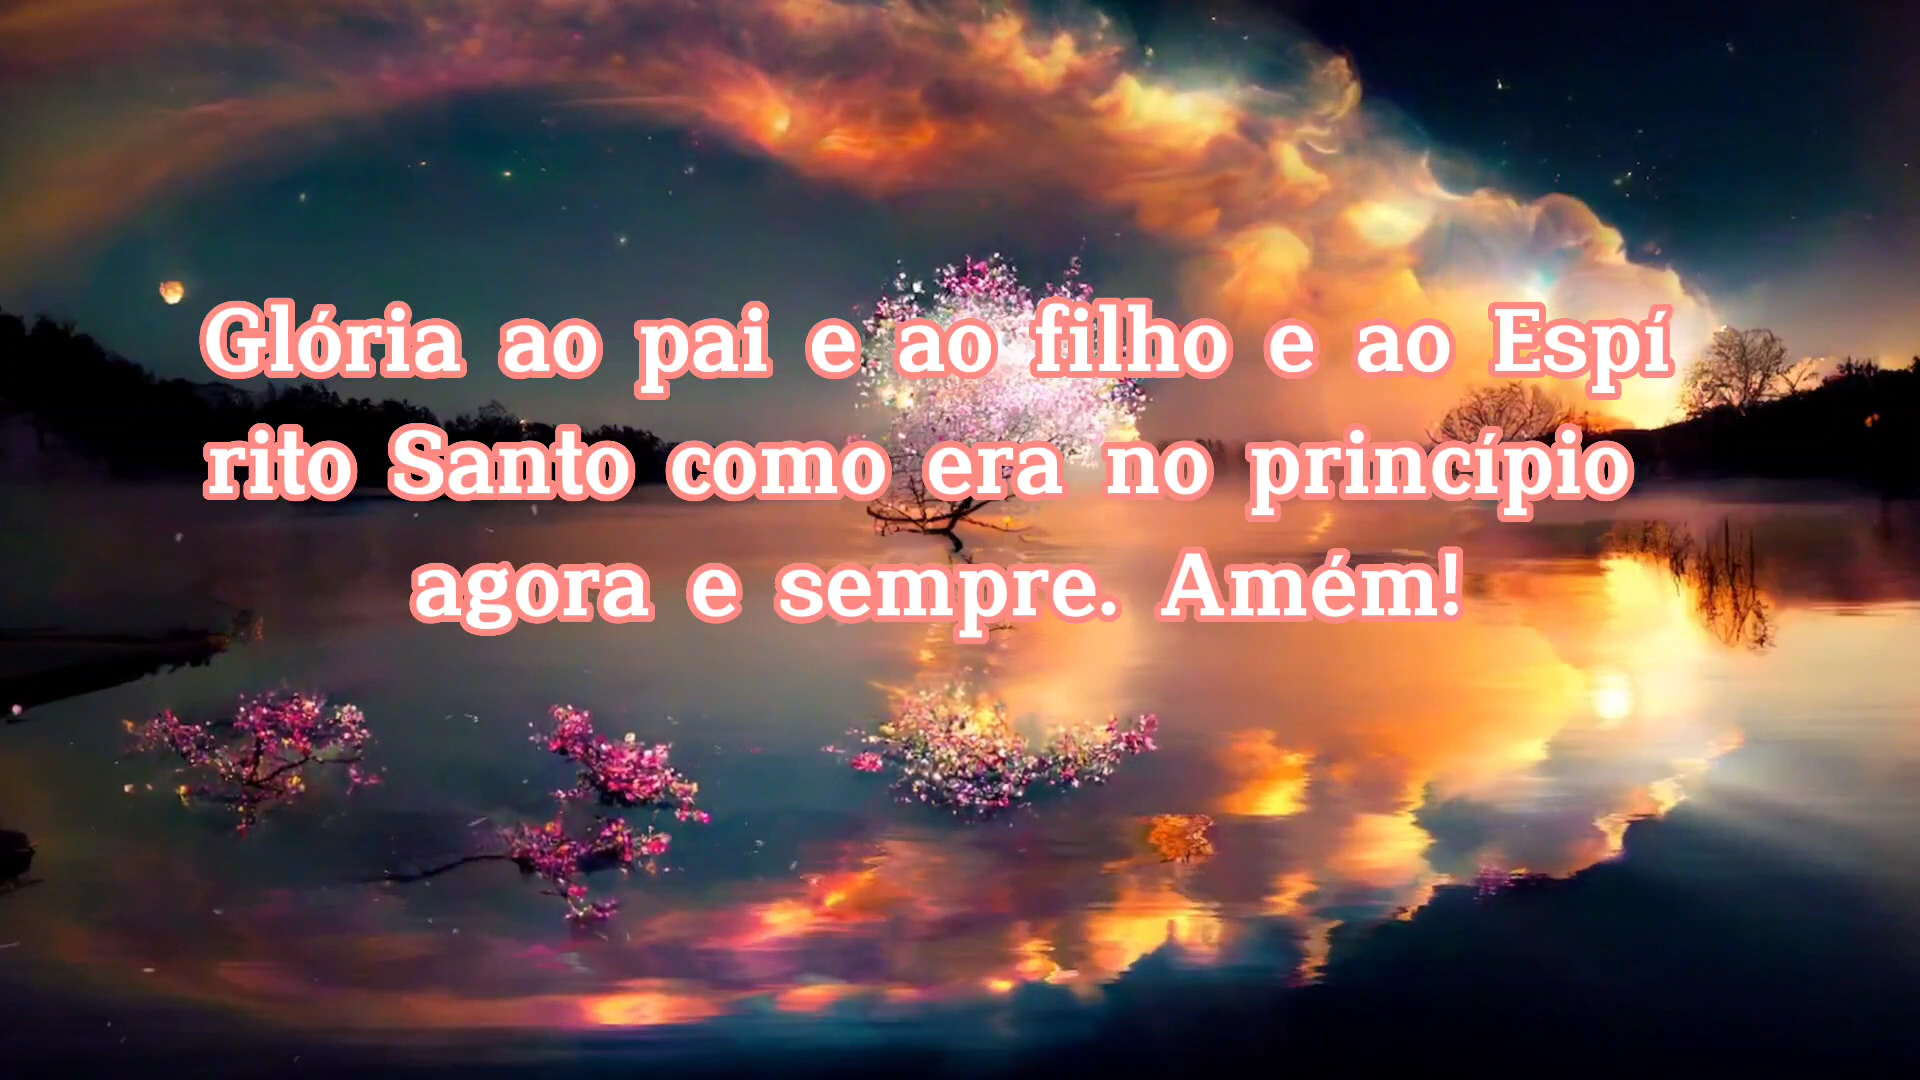 Glória ao pai e ao filho e ao Espí
rito Santo como era no princípio
agora e sempre. Amém!